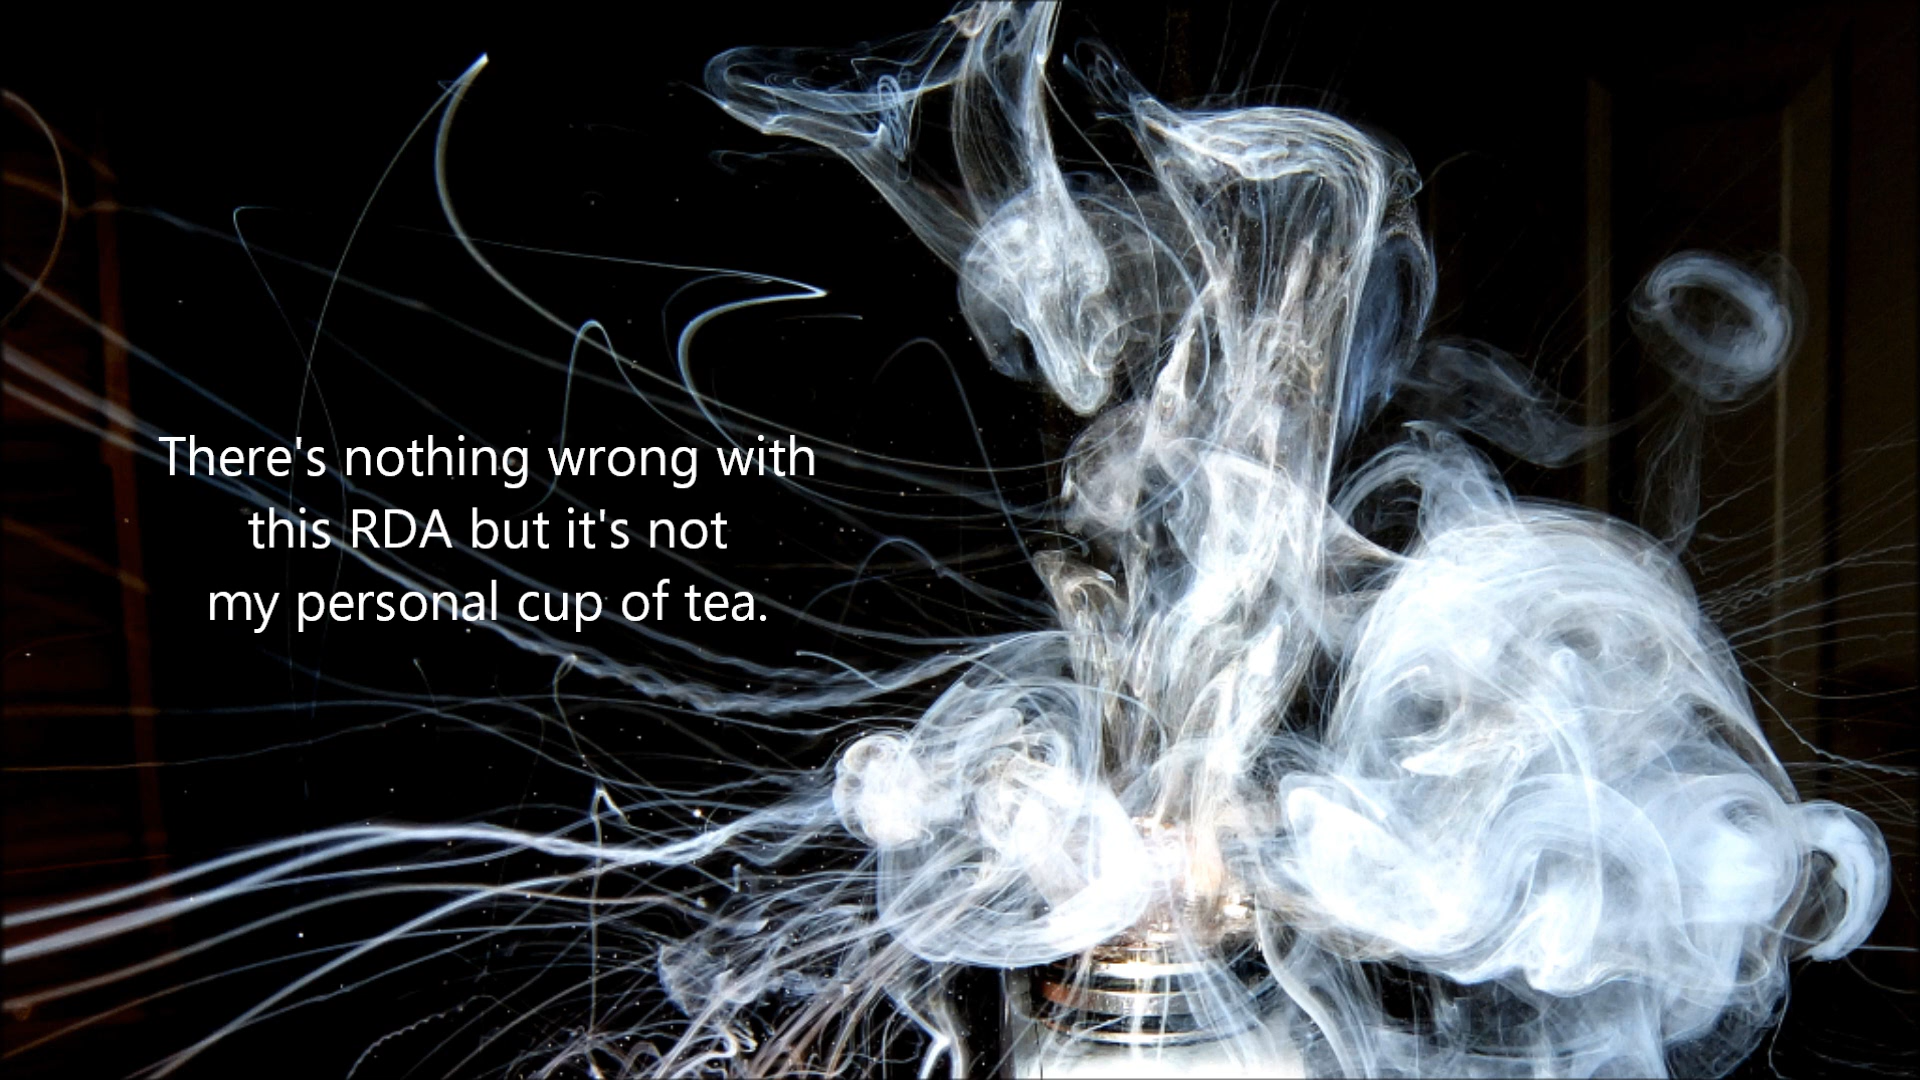 There's nothing wrong with
this RDA but it's not
my personal cup of tea.